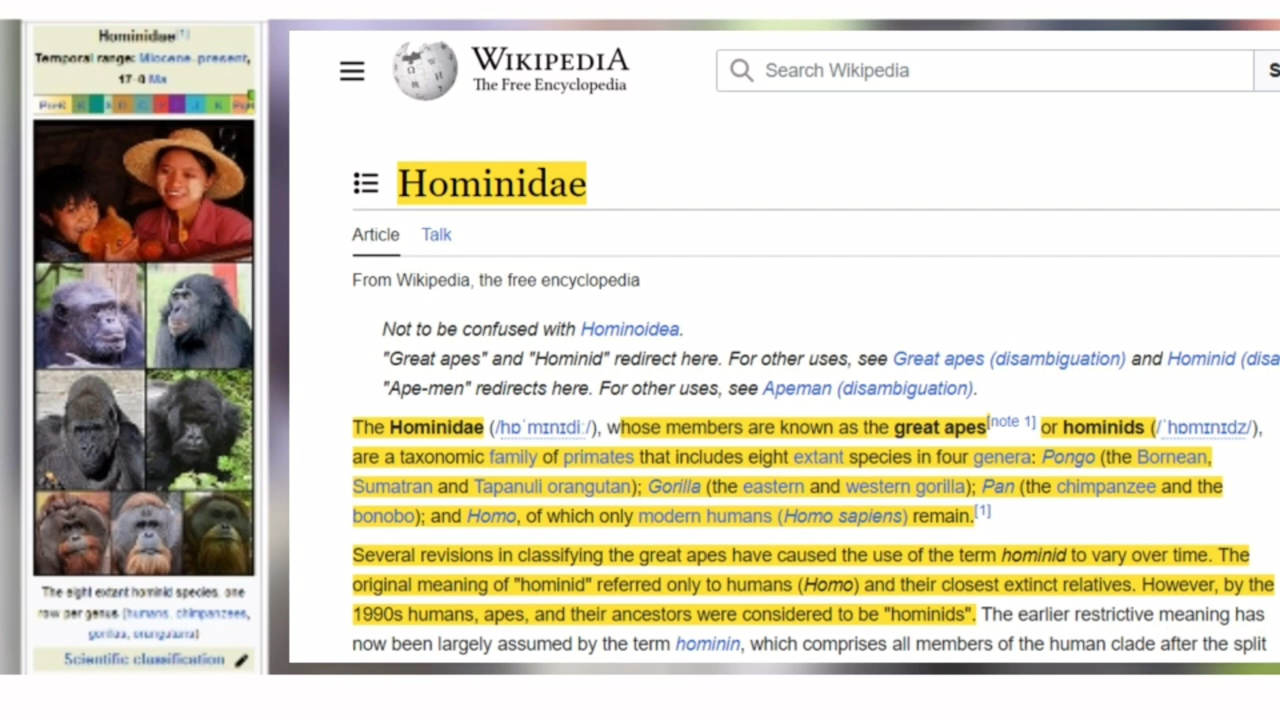 Hominidae[1]
Temporal range: Miocene–present,
17–0 Ma
Hominidae
WIKIPEDIA
The Free Encyclopedia
Search Wikipedia
S
Article
Talk
From Wikipedia, the free encyclopedia
Not to be confused with Hominoidea.
"Great apes" and "Hominid" redirect here. For other uses, see Great apes (disambiguation) and Hominid (disa
"Ape-men" redirects here. For other uses, see Apeman (disambiguation).
The Hominidae (/hɒˈmɪnɪdiː/), whose members are known as the great apes[note 1] or hominids (/ˈhɒmɪnɪdz/),
are a taxonomic family of primates that includes eight extant species in four genera: Pongo (the Bornean,
Sumatran and Tapanuli orangutan); Gorilla (the eastern and western gorilla); Pan (the chimpanzee and the
bonobo); and Homo, of which only modern humans (Homo sapiens) remain.[1]
Several revisions in classifying the great apes have caused the use of the term hominid to vary over time. The
original meaning of "hominid" referred only to humans (Homo) and their closest extinct relatives. However, by the
1990s humans, apes, and their ancestors were considered to be "hominids". The earlier restrictive meaning has
now been largely assumed by the term hominin, which comprises all members of the human clade after the split
The eight extant hominid species, one
row per genus (humans, chimpanzees,
gorillas, orangutans)
Scientific classification